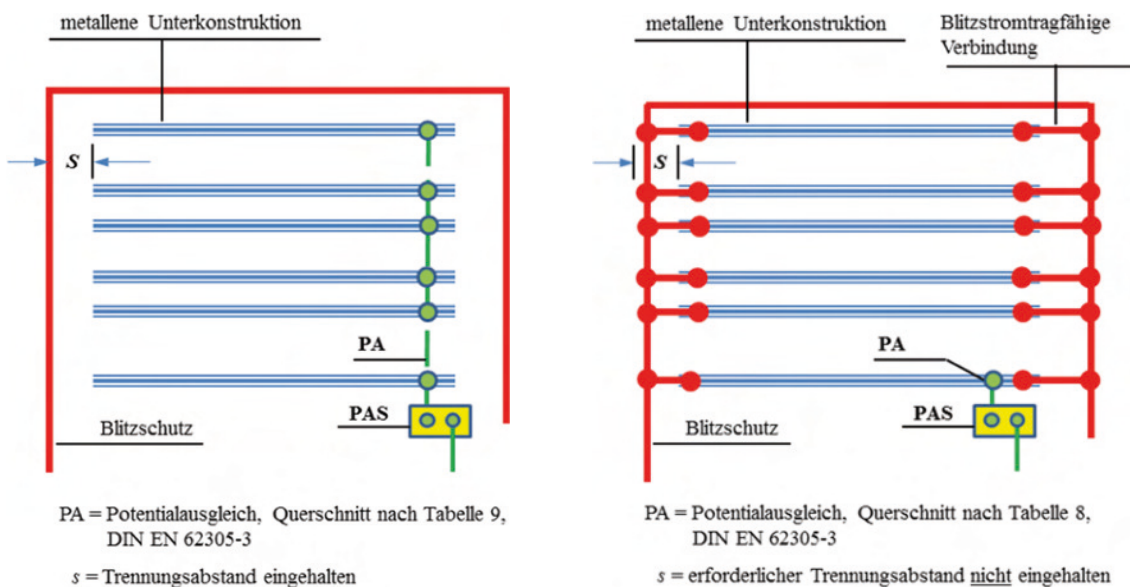 metallene Unterkonstruktion
s
PA
PAS
Blitzschutz
PA = Potentialausgleich, Querschnitt nach Tabelle 9,
DIN EN 62305-3
s = Trennungsabstand eingehalten
metallene Unterkonstruktion
Blitzstromtragfähige
Verbindung
s
PA
PAS
Blitzschutz
PA = Potentialausgleich, Querschnitt nach Tabelle 8,
DIN EN 62305-3
s = erforderlicher Trennungsabstand nicht eingehalten